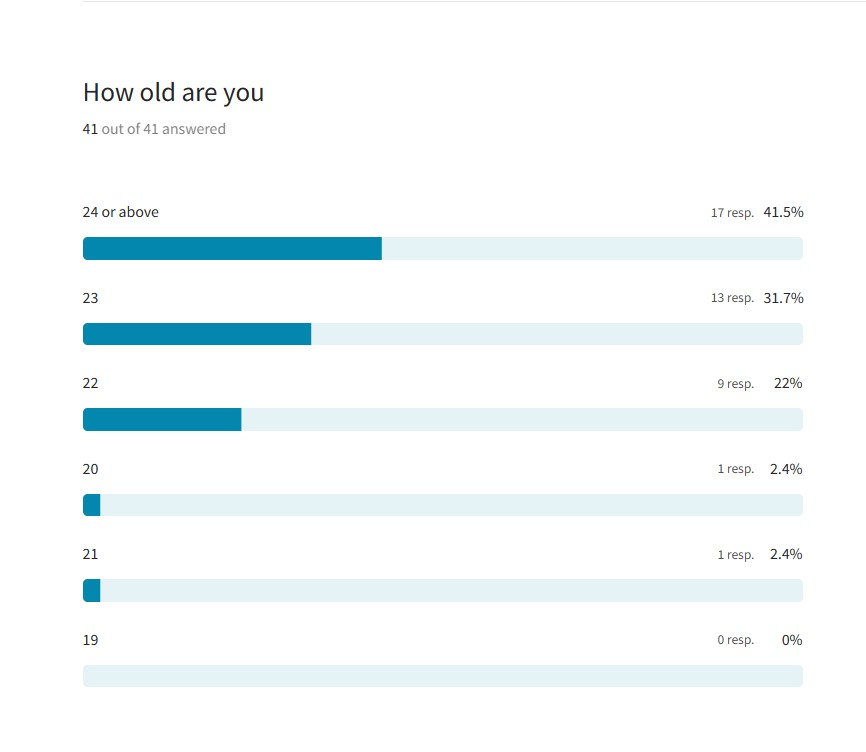 How old are you
41 out of 41 answered
24 or above 17 resp. 41.5%
23 13 resp. 31.7%
22 9 resp. 22%
20 1 resp. 2.4%
21 1 resp. 2.4%
19 0 resp. 0%